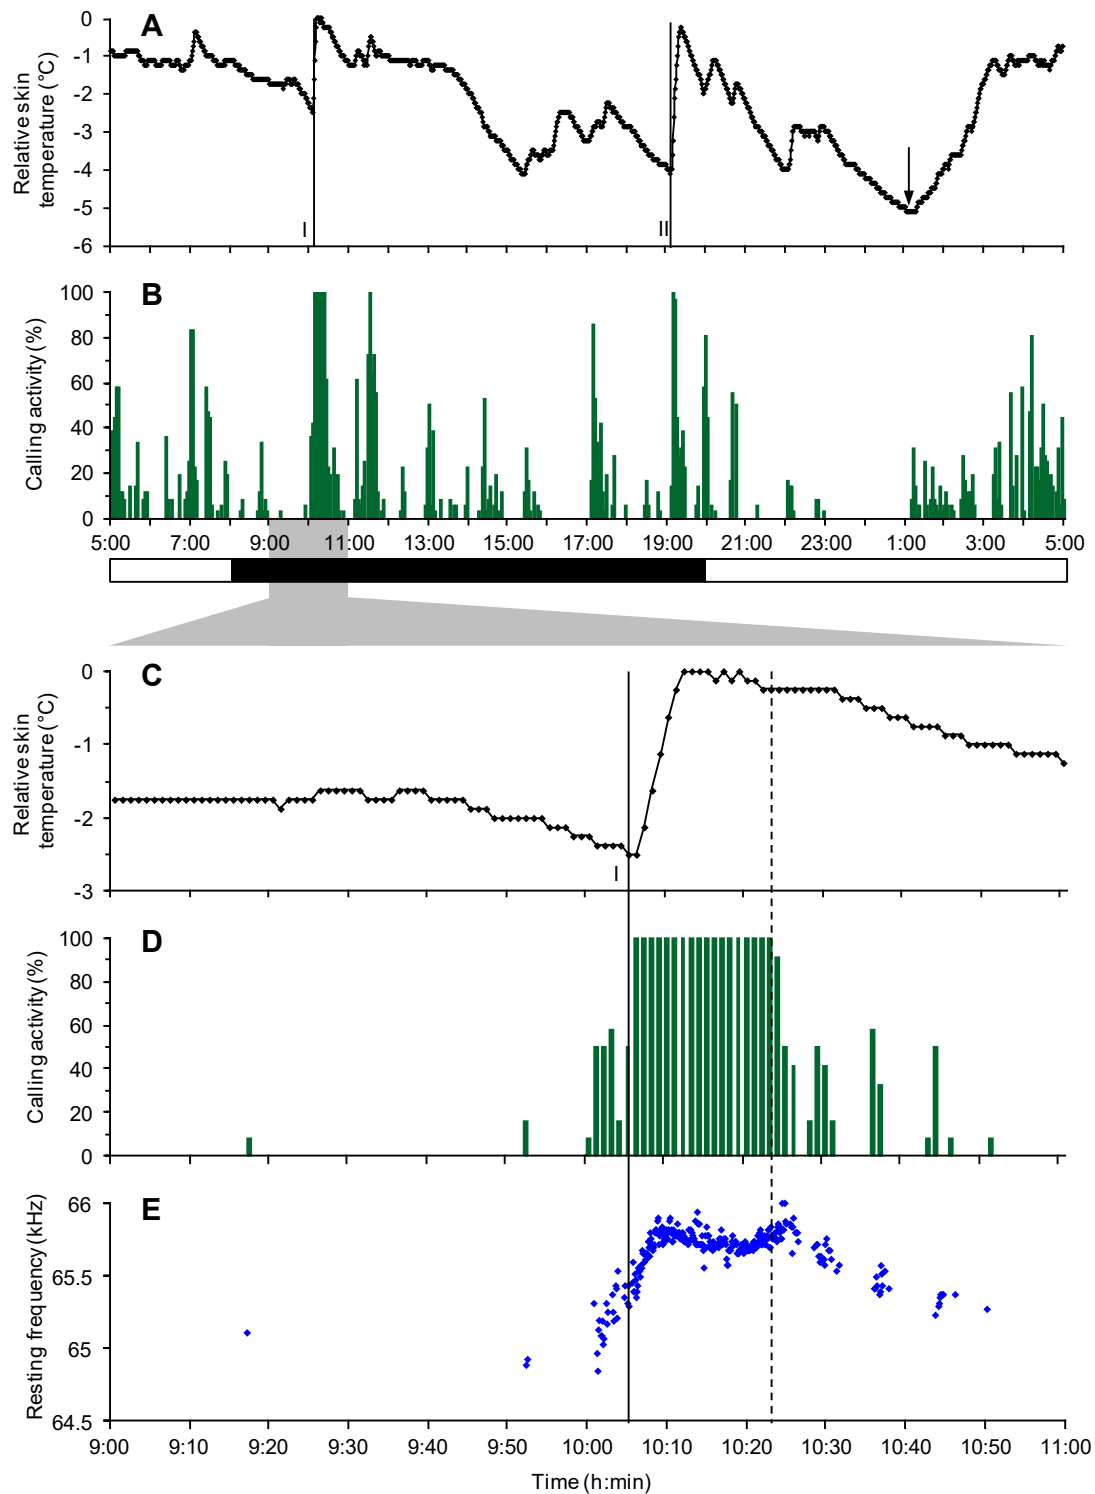 A
Relative skin
temperature (°C)
0
-1
-2
-3
-4
-5
-6
I
II
B
Calling activity (%)
100
80
60
40
20
0
5:00 7:00 9:00 11:00 13:00 15:00 17:00 19:00 21:00 23:00 1:00 3:00 5:00
C
Relative skin
temperature (°C)
0
-1
-2
-3
I
D
Calling activity (%)
100
80
60
40
20
0
E
Resting frequency (kHz)
66
65.5
65
64.5
9:00 9:10 9:20 9:30 9:40 9:50 10:00 10:10 10:20 10:30 10:40 10:50 11:00
Time (h:min)